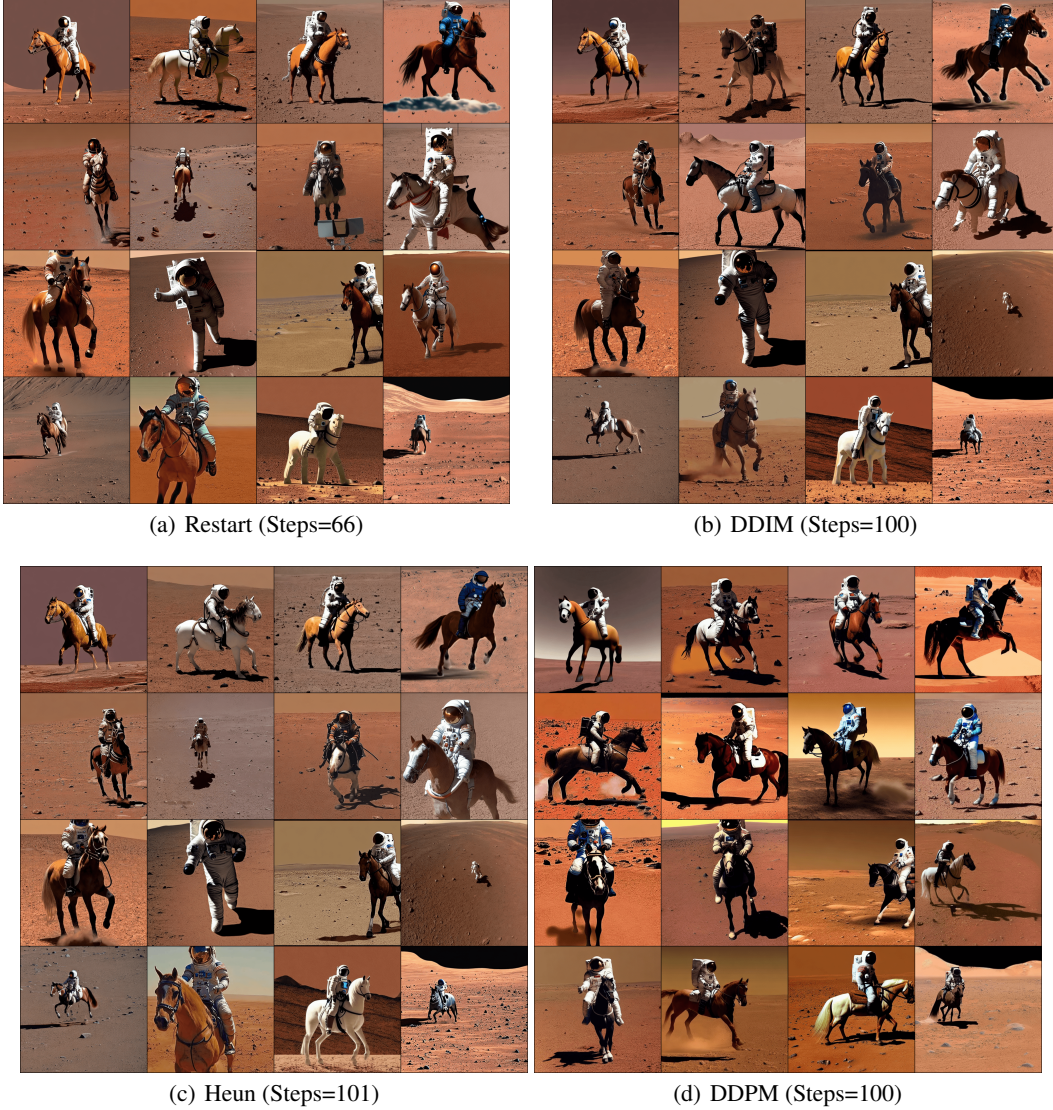 (a) Restart (Steps=66)
(b) DDIM (Steps=100)
(c) Heun (Steps=101)
(d) DDPM (Steps=100)